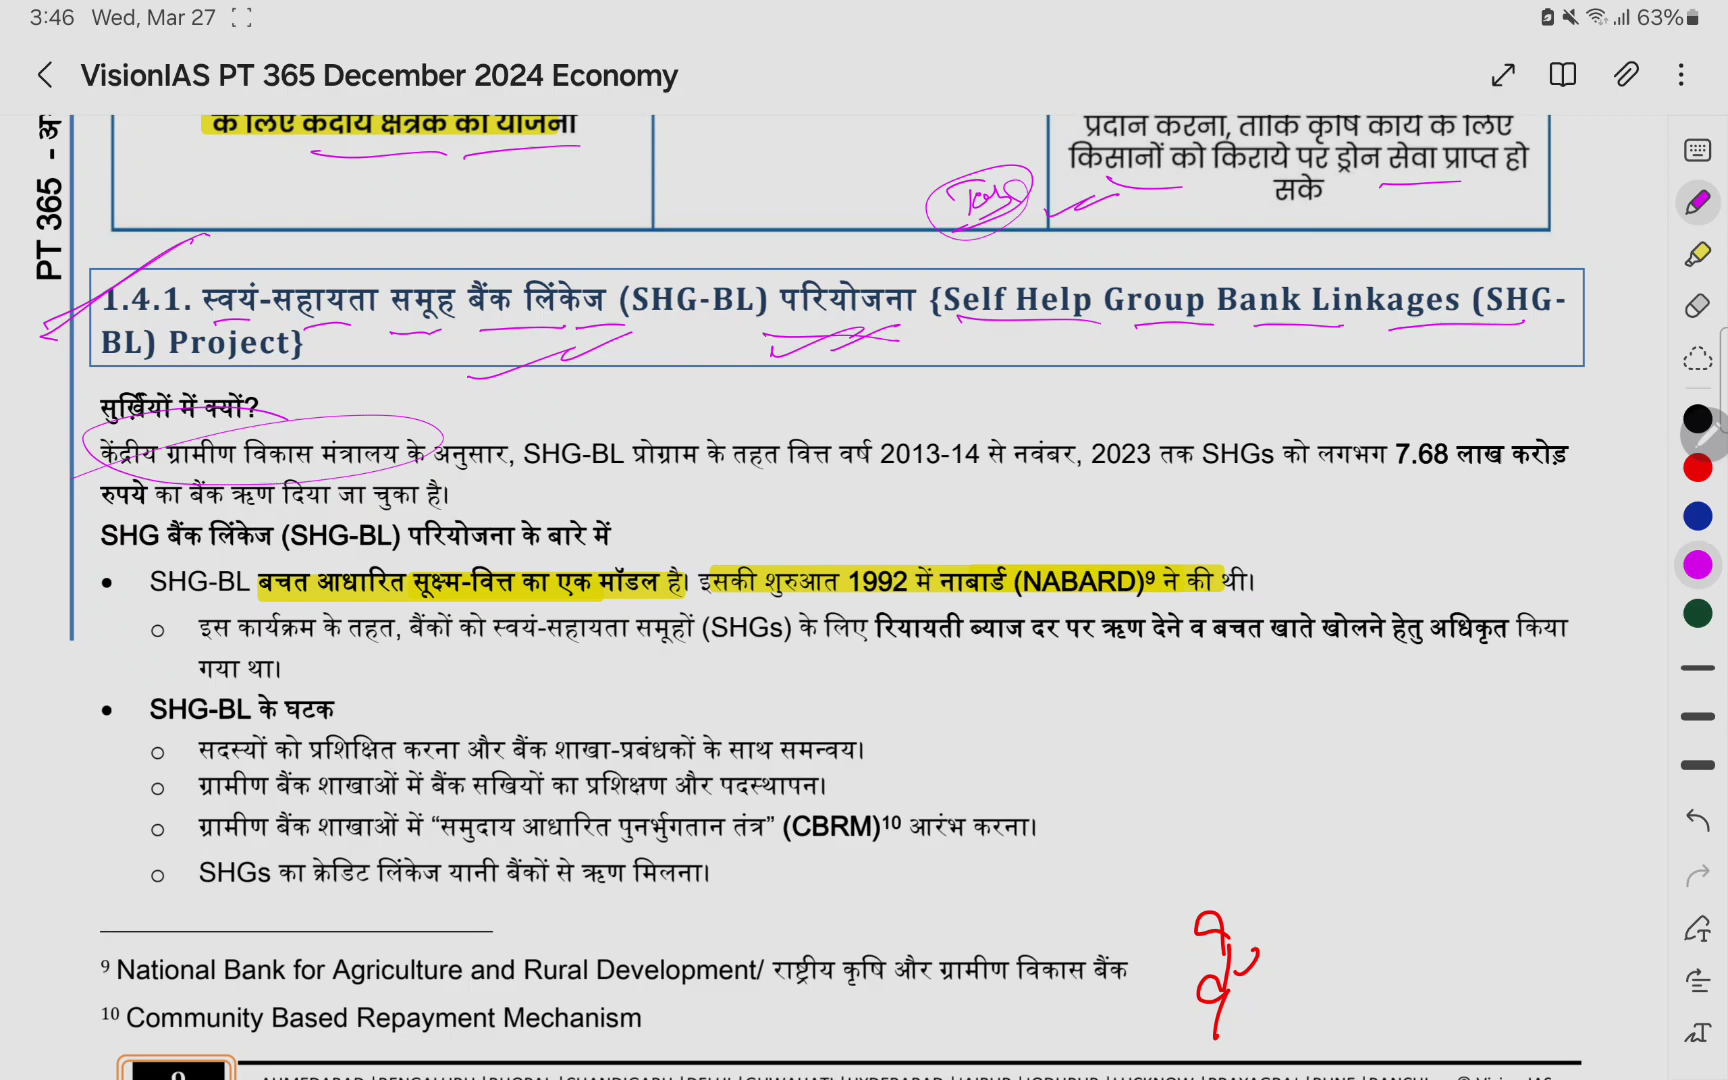 3:46 Wed, Mar 27
63%
VisionIAS PT 365 December 2024 Economy
PT 365 - अ
के लिए केंद्रीय क्षेत्रक की योजना
प्रदान करना, ताकि कृषि कार्य के लिए
किसानों को किराये पर ड्रोन सेवा प्राप्त हो
सके
1.4.1. स्वयं-सहायता समूह बैंक लिंकेज (SHG-BL) परियोजना {Self Help Group Bank Linkages (SHG-
BL) Project}
सुर्ख़ियों में क्यों?
केंद्रीय ग्रामीण विकास मंत्रालय के अनुसार, SHG-BL प्रोग्राम के तहत वित्त वर्ष 2013-14 से नवंबर, 2023 तक SHGs को लगभग 7.68 लाख करोड़
रुपये का बैंक ऋण दिया जा चुका है।
SHG बैंक लिंकेज (SHG-BL) परियोजना के बारे में
• SHG-BL बचत आधारित सूक्ष्म-वित्त का एक मॉडल है। इसकी शुरुआत 1992 में नाबार्ड (NABARD)⁹ ने की थी।
○ इस कार्यक्रम के तहत, बैंकों को स्वयं-सहायता समूहों (SHGs) के लिए रियायती ब्याज दर पर ऋण देने व बचत खाते खोलने हेतु अधिकृत किया
गया था।
• SHG-BL के घटक
○ सदस्यों को प्रशिक्षित करना और बैंक शाखा-प्रबंधकों के साथ समन्वय।
○ ग्रामीण बैंक शाखाओं में बैंक सखियों का प्रशिक्षण और पदस्थापन।
○ ग्रामीण बैंक शाखाओं में “समुदाय आधारित पुनर्भुगतान तंत्र” (CBRM)¹⁰ आरंभ करना।
○ SHGs का क्रेडिट लिंकेज यानी बैंकों से ऋण मिलना।
⁹ National Bank for Agriculture and Rural Development/ राष्ट्रीय कृषि और ग्रामीण विकास बैंक
¹⁰ Community Based Repayment Mechanism
9